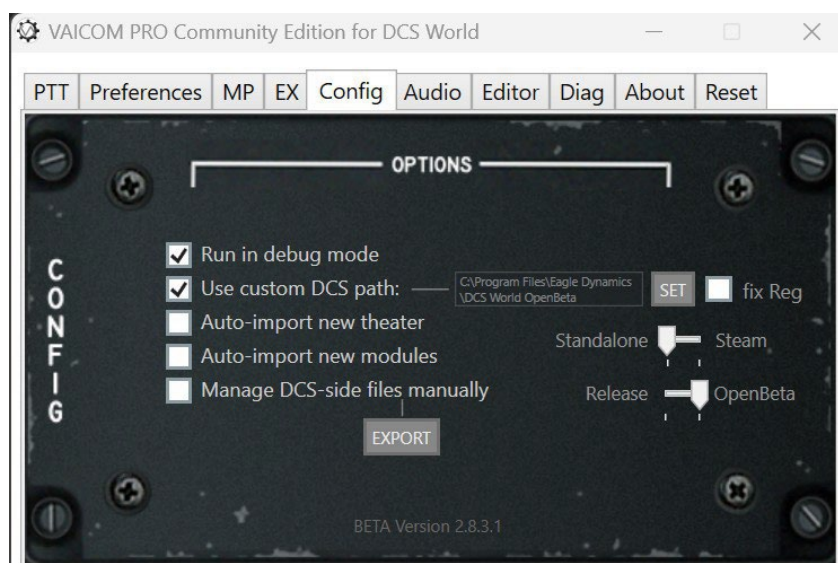 VAICOM PRO Community Edition for DCS World
PTT Preferences MP EX Config Audio Editor Diag About Reset
OPTIONS
CONFIG
Run in debug mode
Use custom DCS path:
C:\Program Files\Eagle Dynamics
\DCS World OpenBeta
SET
fix Reg
Auto-import new theater
Standalone
Steam
Auto-import new modules
Manage DCS-side files manually
Release
OpenBeta
EXPORT
BETA Version 2.8.3.1